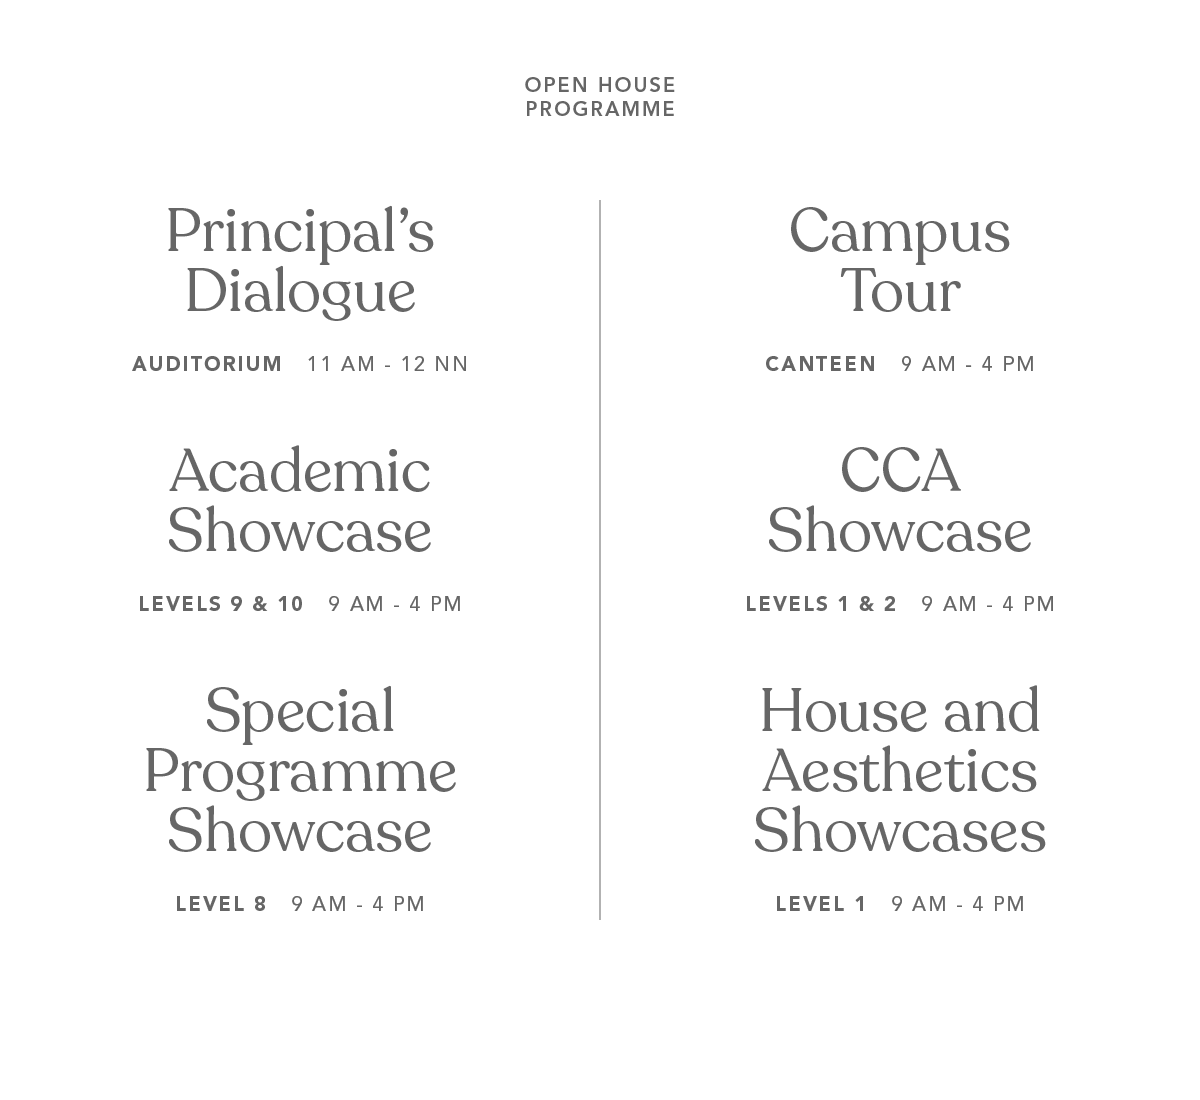 OPEN HOUSE
PROGRAMME
Principal’s
Dialogue
AUDITORIUM 11 AM - 12 NN
Academic
Showcase
LEVELS 9 & 10 9 AM - 4 PM
Special
Programme
Showcase
LEVEL 8 9 AM - 4 PM
Campus
Tour
CANTEEN 9 AM - 4 PM
CCA
Showcase
LEVELS 1 & 2 9 AM - 4 PM
House and
Aesthetics
Showcases
LEVEL 1 9 AM - 4 PM